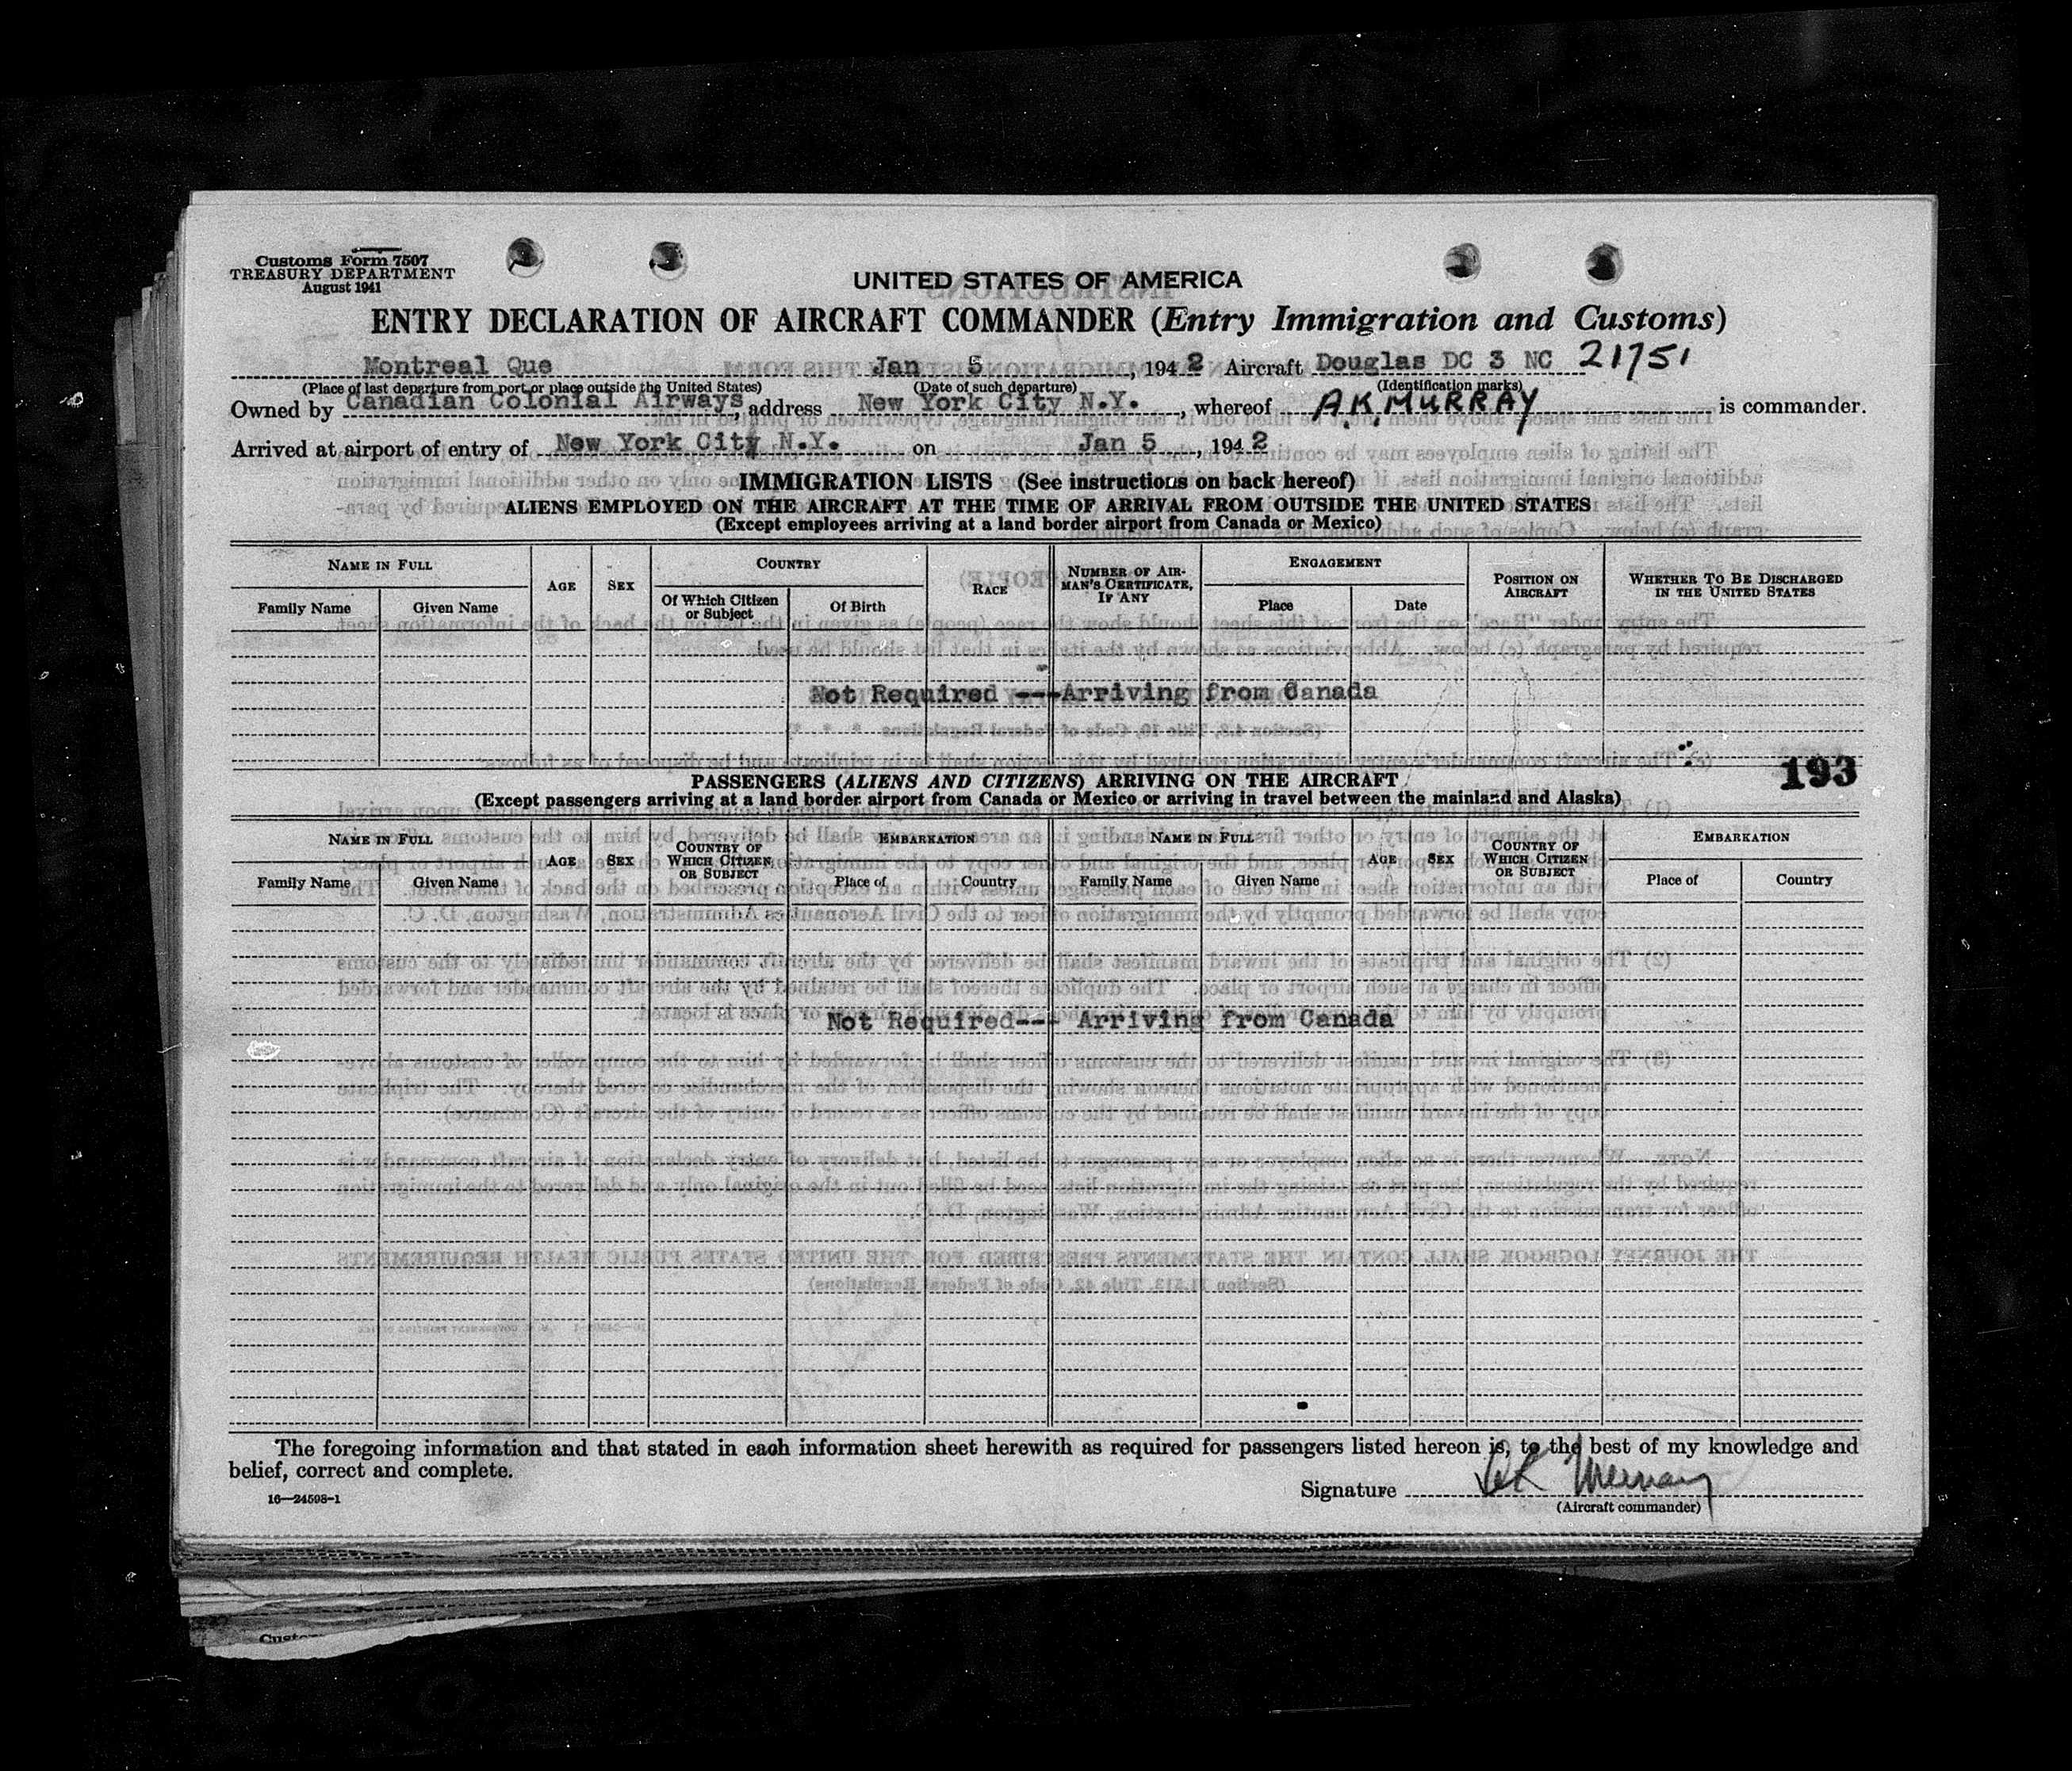 Customs Form 7507
TREASURY DEPARTMENT
August 1941
UNITED STATES OF AMERICA
ENTRY DECLARATION OF AIRCRAFT COMMANDER (Entry Immigration and Customs)
Montreal Que Jan 5, 1942 Aircraft Douglas DC 3 NC 21751
(Place of last departure from port or place outside the United States) (Date of such departure) (Identification marks)
Owned by Canadian Colonial Airways, address New York City N.Y., whereof A.K. MURRAY is commander.
Arrived at airport of entry of New York City N.Y. on Jan 5, 1942
IMMIGRATION LISTS (See instructions on back hereof)
ALIENS EMPLOYED ON THE AIRCRAFT AT THE TIME OF ARRIVAL FROM OUTSIDE THE UNITED STATES
(Except employees arriving at a land border airport from Canada or Mexico)
NAME IN FULL AGE SEX COUNTRY RACE NUMBER OF AIR-MAN'S CERTIFICATE, IF ANY ENGAGEMENT POSITION ON AIRCRAFT WHETHER TO BE DISCHARGED IN THE UNITED STATES
Family Name Given Name Of Which Citizen or Subject Of Birth Place Date
Not Required ---Arriving from Canada
193
PASSENGERS (ALIENS AND CITIZENS) ARRIVING ON THE AIRCRAFT
(Except passengers arriving at a land border airport from Canada or Mexico or arriving in travel between the mainland and Alaska)
NAME IN FULL AGE SEX COUNTRY OF WHICH CITIZEN OR SUBJECT EMBARKATION NAME IN FULL AGE SEX COUNTRY OF WHICH CITIZEN OR SUBJECT EMBARKATION
Family Name Given Name Place of Country Family Name Given Name Place of Country
Not Required--- Arriving from Canada
The foregoing information and that stated in each information sheet herewith as required for passengers listed hereon is, to the best of my knowledge and
belief, correct and complete.
16—24598-1
Signature AK Murray
(Aircraft commander)